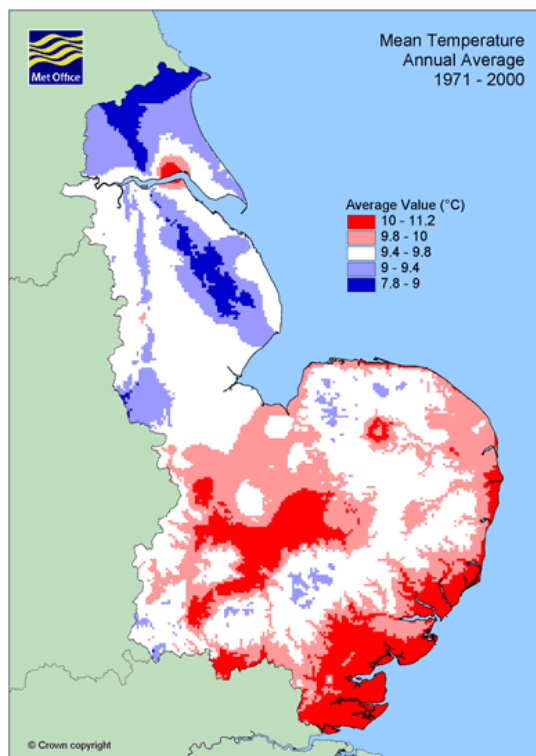 Met Office
Mean Temperature
Annual Average
1971 - 2000
Average Value (°C)
10 - 11.2
9.8 - 10
9.4 - 9.8
9 - 9.4
7.8 - 9
© Crown copyright